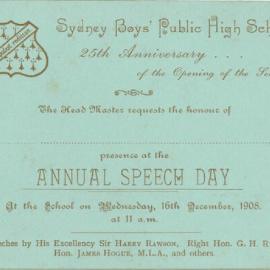 Sydney Boys' Public High
25th Anniversary . . .
of the Opening of the
The Head Master requests the honour of
presence at the
ANNUAL SPEECH DAY
At the School on Wednesday, 16th December, 1908.
at 11 a.m.
by His Excellency Sir HARRY RAWSON, Right Hon. G. H.
Hon. JAMES HOGUE, M.L.A., and others